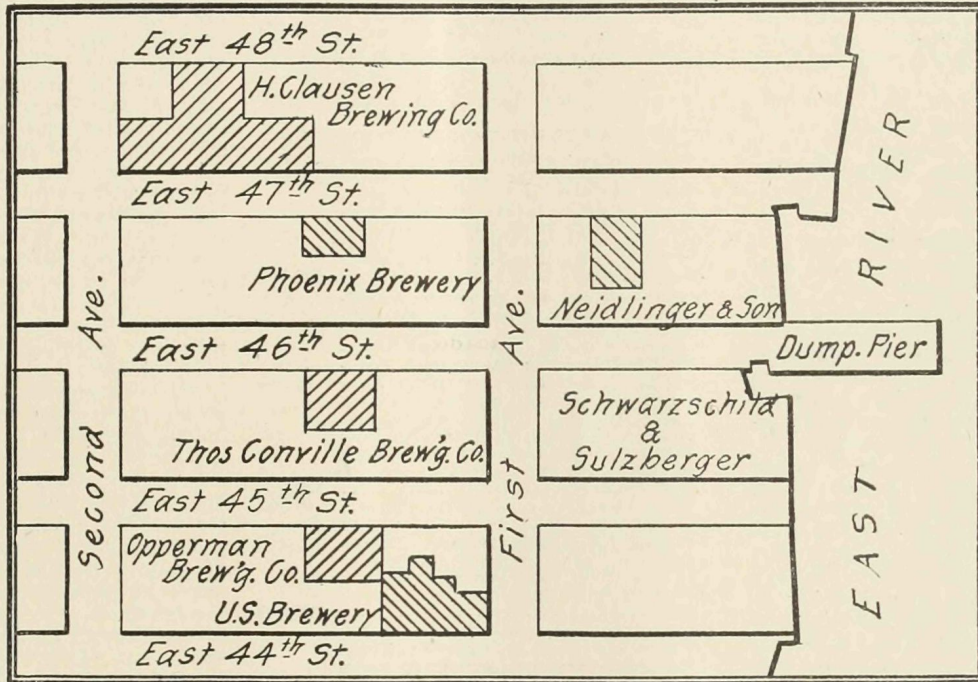 East 48th St.
H. Clausen
Brewing Co.
East 47th St.
Phoenix Brewery
Neidlinger & Son
East 46th St.
Dump. Pier
Schwarzschild
&
Sulzberger
Thos Conville Brew'g. Co.
East 45th St.
Opperman
Brew'g. Co.
U.S. Brewery
East 44th St.
Second Ave.
First Ave.
EAST RIVER